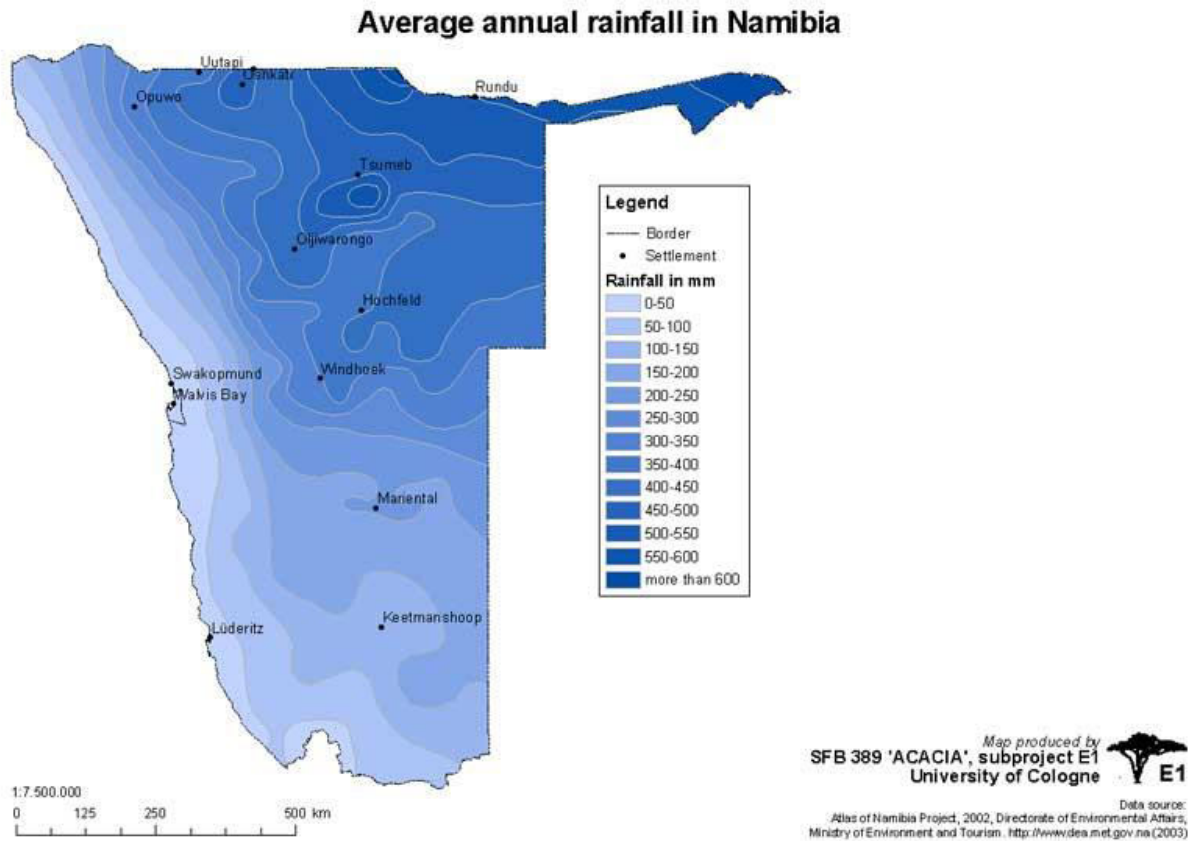 Average annual rainfall in Namibia
Uutapi
Opuwo
Rundu
Tsumeb
Otjiwarongo
Hochfeld
Windhoek
Swakopmund
Walvis Bay
Mariental
Keetmanshoop
Lüderitz
Legend
Border
Settlement
Rainfall in mm
0-50
50-100
100-150
150-200
200-250
250-300
300-350
350-400
400-450
450-500
500-550
550-600
more than 600
1:7.500.000
0 125 250 500 km
Map produced by
SFB 389 'ACACIA', subproject E1
University of Cologne
E1
Data source:
Atlas of Namibia Project, 2002, Directorate of Environmental Affairs,
Ministry of Environment and Tourism. http://www.dea.met.gov.na (2003)